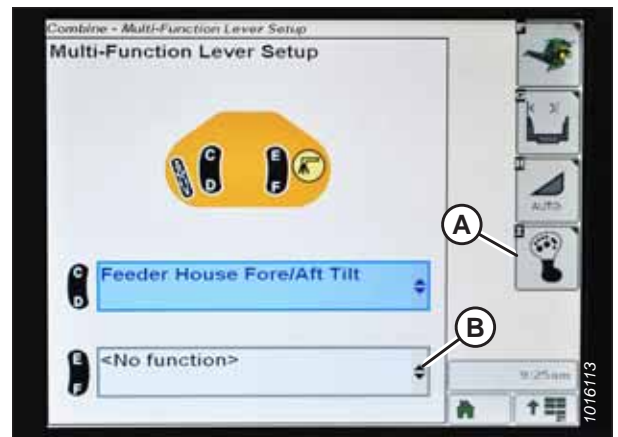 Combine - Multi-Function Lever Setup
Multi-Function Lever Setup
C
D
E
F
AUTO
A
C
D
Feeder House Fore/Aft Tilt
B
E
F
<No function>
9:25am
1016113